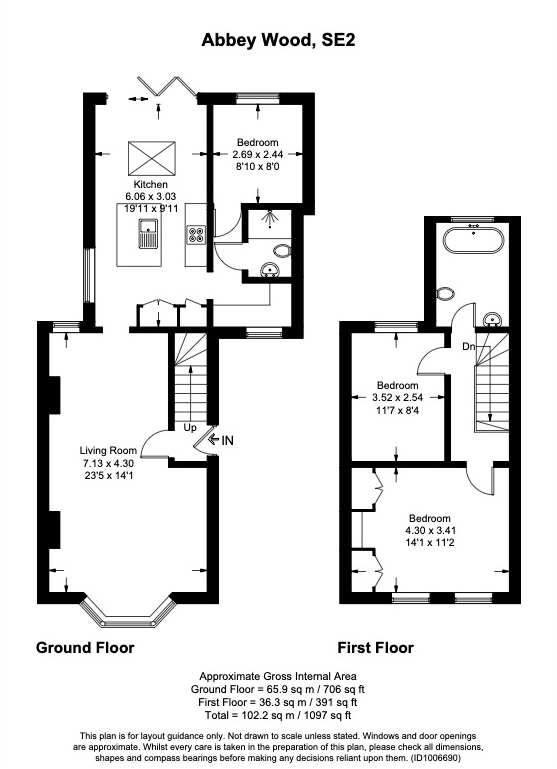 Abbey Wood, SE2
Bedroom
2.69 x 2.44
8'10 x 8'0
Kitchen
6.06 x 3.03
19'11 x 9'11
Dn
Bedroom
3.52 x 2.54
11'7 x 8'4
Up
IN
Living Room
7.13 x 4.30
23'5 x 14'1
Bedroom
4.30 x 3.41
14'1 x 11'2
Ground Floor
First Floor
Approximate Gross Internal Area
Ground Floor = 65.9 sq m / 706 sq ft
First Floor = 36.3 sq m / 391 sq ft
Total = 102.2 sq m / 1097 sq ft
This plan is for layout guidance only. Not drawn to scale unless stated. Windows and door openings
are approximate. Whilst every care is taken in the preparation of this plan, please check all dimensions,
shapes and compass bearings before making any decisions reliant upon them. (ID1006690)